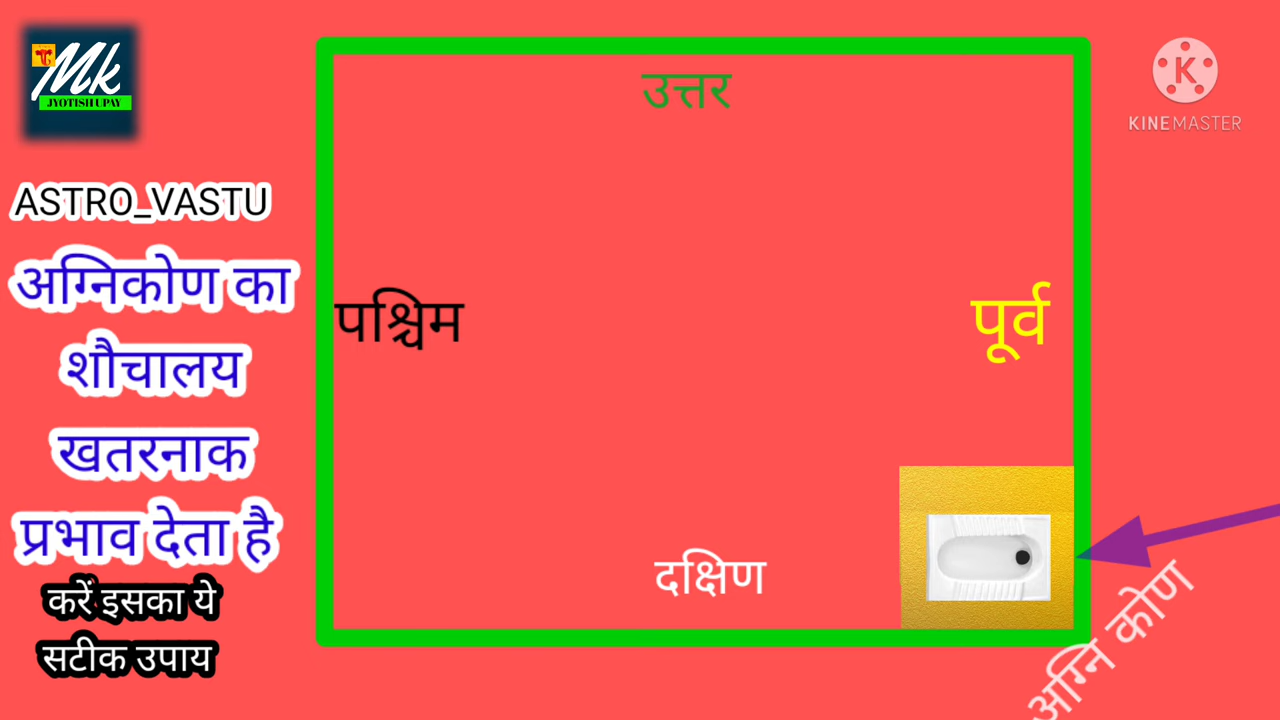 Mk
JYOTISH UPAY
KINEMASTER
ASTRO_VASTU
अग्निकोण का
शौचालय
खतरनाक
प्रभाव देता है
करें इसका ये
सटीक उपाय
उत्तर
पश्चिम
पूर्व
दक्षिण
अग्नि कोण